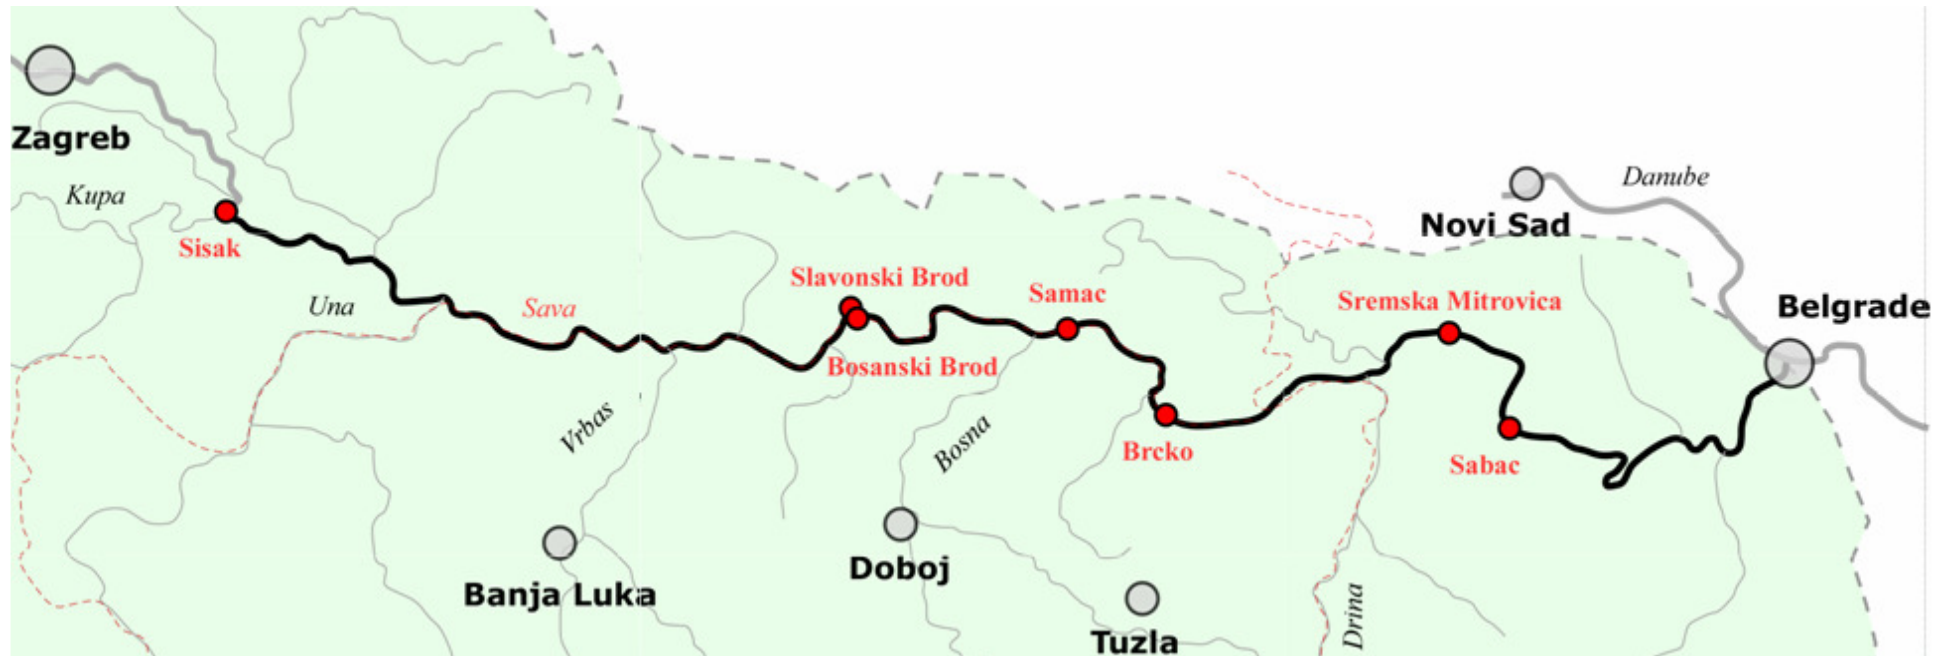 Zagreb
Kupa
Sisak
Una
Sava
Slavonski Brod
Bosanski Brod
Samac
Sremska Mitrovica
Novi Sad
Danube
Belgrade
Vrbas
Bosna
Brcko
Sabac
Banja Luka
Doboj
Tuzla
Drina